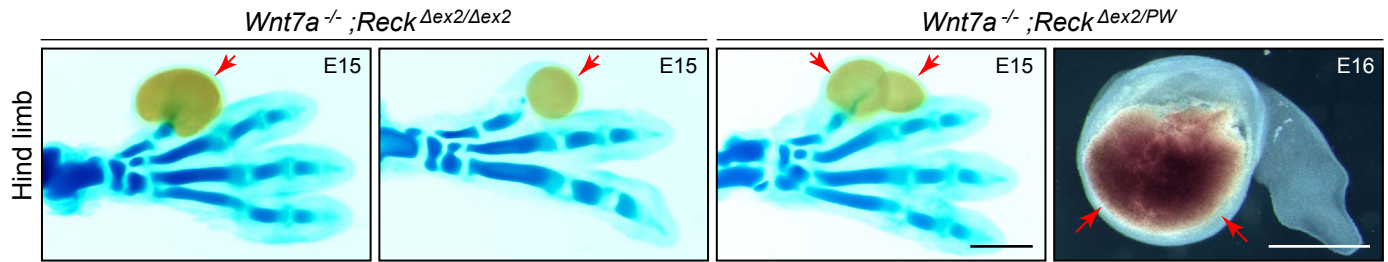 Wnt7a -/- ;Reck Δex2/Δex2
Wnt7a -/- ;Reck Δex2/PW
Hind limb
E15
E15
E15
E16